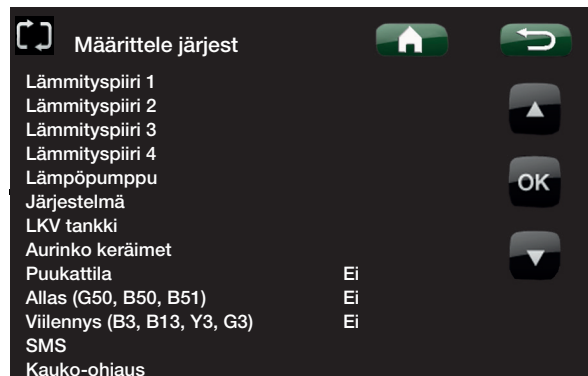 Määrittele järjest
Lämmityspiiri 1
Lämmityspiiri 2
Lämmityspiiri 3
Lämmityspiiri 4
Lämpöpumppu
OK
Järjestelmä
LKV tankki
Aurinko keräimet
Puukattila Ei
Allas (G50, B50, B51) Ei
Viilennys (B3, B13, Y3, G3) Ei
SMS
Kauko-ohjaus